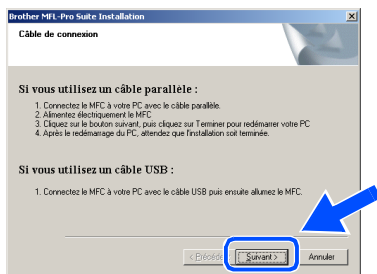 Brother MFL-Pro Suite Installation
Câble de connexion
Si vous utilisez un câble parallèle :
1. Connectez le MFC à votre PC avec le câble parallèle.
2. Alimentez électriquement le MFC
3. Cliquez sur le bouton suivant, puis cliquez sur Terminer pour redémarrer votre PC
4. Après le redémarrage du PC, attendez que l'installation soit terminée.
Si vous utilisez un câble USB :
1. Connectez le MFC à votre PC avec le câble USB puis ensuite allumez le MFC.
Suivant > Annuler